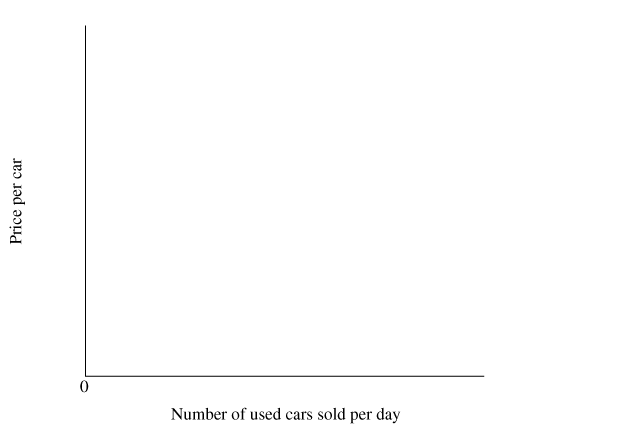 Price per car
0
Number of used cars sold per day